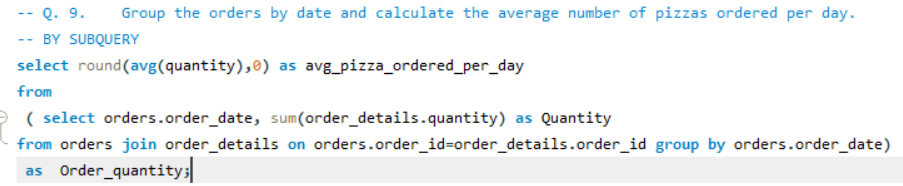 -- Q. 9.    Group the orders by date and calculate the average number of pizzas ordered per day.
-- BY SUBQUERY
select round(avg(quantity),0) as avg_pizza_ordered_per_day
from
( select orders.order_date, sum(order_details.quantity) as Quantity
from orders join order_details on orders.order_id=order_details.order_id group by orders.order_date)
as  Order_quantity;